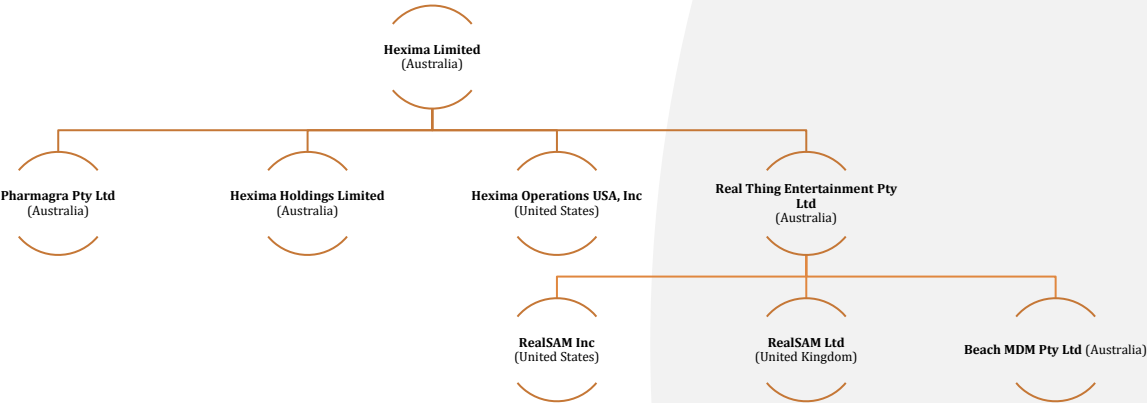 Hexima Limited
(Australia)
Pharmagra Pty Ltd
(Australia)
Hexima Holdings Limited
(Australia)
Hexima Operations USA, Inc
(United States)
Real Thing Entertainment Pty
Ltd
(Australia)
RealSAM Inc
(United States)
RealSAM Ltd
(United Kingdom)
Beach MDM Pty Ltd (Australia)